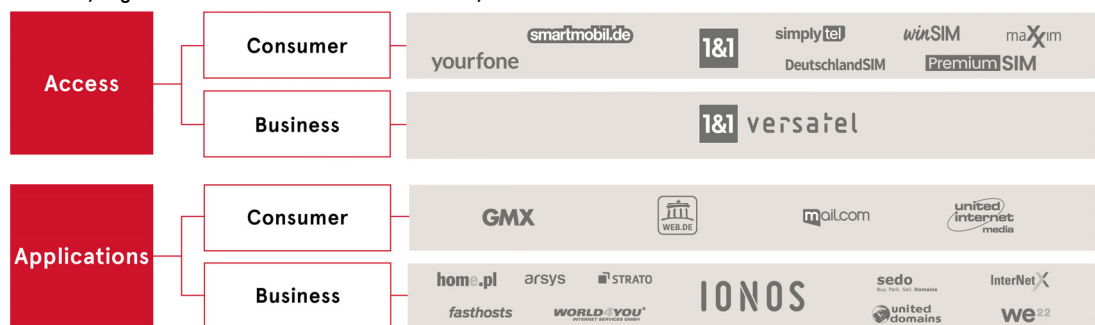 Access
Consumer
smartmobil.de
yourfone
1&1
simplytel
winSIM
maXXim
DeutschlandSIM
PremiumSIM
Business
1&1 versatel
Applications
Consumer
GMX
WEB.DE
mail.com
united
internet
media
Business
home.pl
arsys
STRATO
fasthosts
WORLD4YOU
INTERNET SERVICES GMBH
IONOS
sedo
Buy. Park. Sell. Domains
InterNetX
united
domains
we22